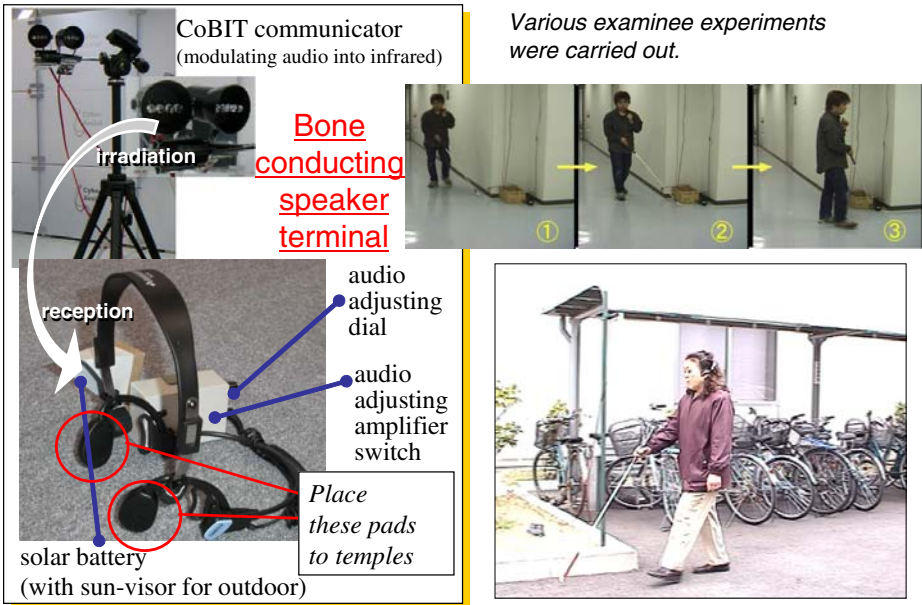 CoBIT communicator
(modulating audio into infrared)
irradiation
Bone
conducting
speaker
terminal
reception
audio
adjusting
dial
audio
adjusting
amplifier
switch
Place
these pads
to temples
solar battery
(with sun-visor for outdoor)
Various examinee experiments
were carried out.
①
②
③